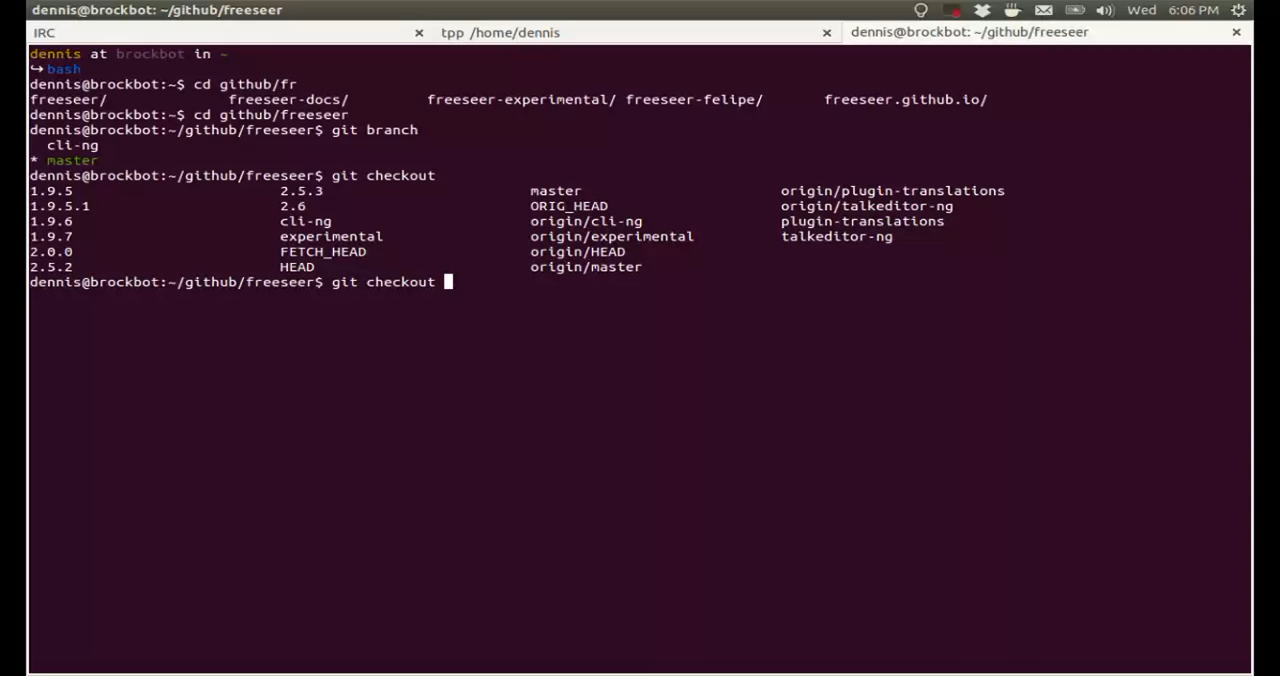 dennis@brockbot: ~/github/freeseer
Wed 6:06 PM
IRC × tpp /home/dennis × dennis@brockbot: ~/github/freeseer ×
dennis at brockbot in ~
↪ bash
dennis@brockbot:~$ cd github/fr
freeseer/ freeseer-docs/ freeseer-experimental/ freeseer-felipe/ freeseer.github.io/
dennis@brockbot:~$ cd github/freeseer
dennis@brockbot:~/github/freeseer$ git branch
cli-ng
* master
dennis@brockbot:~/github/freeseer$ git checkout
1.9.5 2.5.3 master origin/plugin-translations
1.9.5.1 2.6 ORIG_HEAD origin/talkeditor-ng
1.9.6 cli-ng origin/cli-ng plugin-translations
1.9.7 experimental origin/experimental talkeditor-ng
2.0.0 FETCH_HEAD origin/HEAD
2.5.2 HEAD origin/master
dennis@brockbot:~/github/freeseer$ git checkout